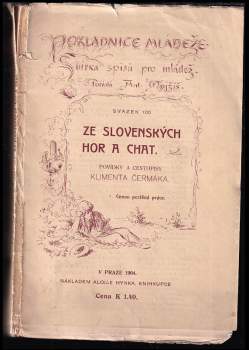 POKLADNICE MLÁDEŽE.
Sbírka spisů pro mládež.
SVAZEK 100
ZE SLOVENSKÝCH
HOR A CHAT.
POVÍDKY A CESTOPISY
KLIMENTA ČERMÁKA.
V PRAZE 1904.
NÁKLADEM ALOISE HYNKA, KNIHKUPCE
Cena K 1.80.